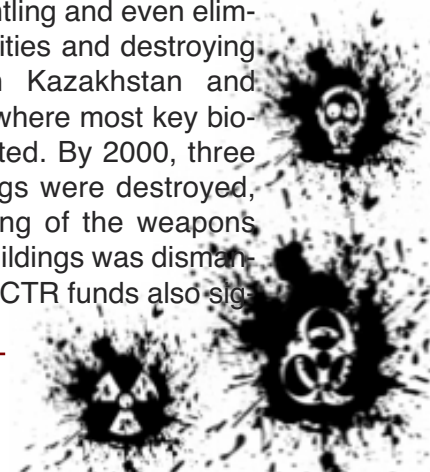 ntling and even elim-
ities and destroying
Kazakhstan and
where most key bio-
ted. By 2000, three
gs were destroyed,
ng of the weapons
ildings was disman-
CTR funds also sig-